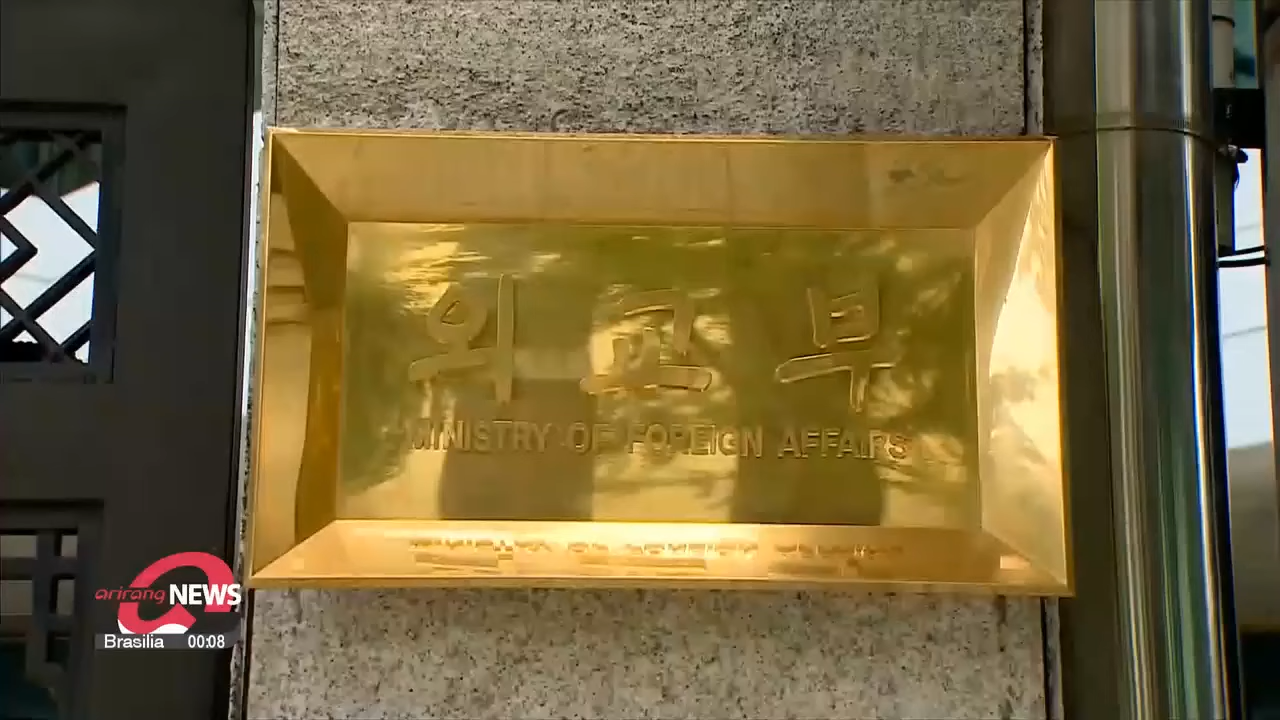 외교부
MINISTRY OF FOREIGN AFFAIRS
arirang NEWS
Brasilia 00:08